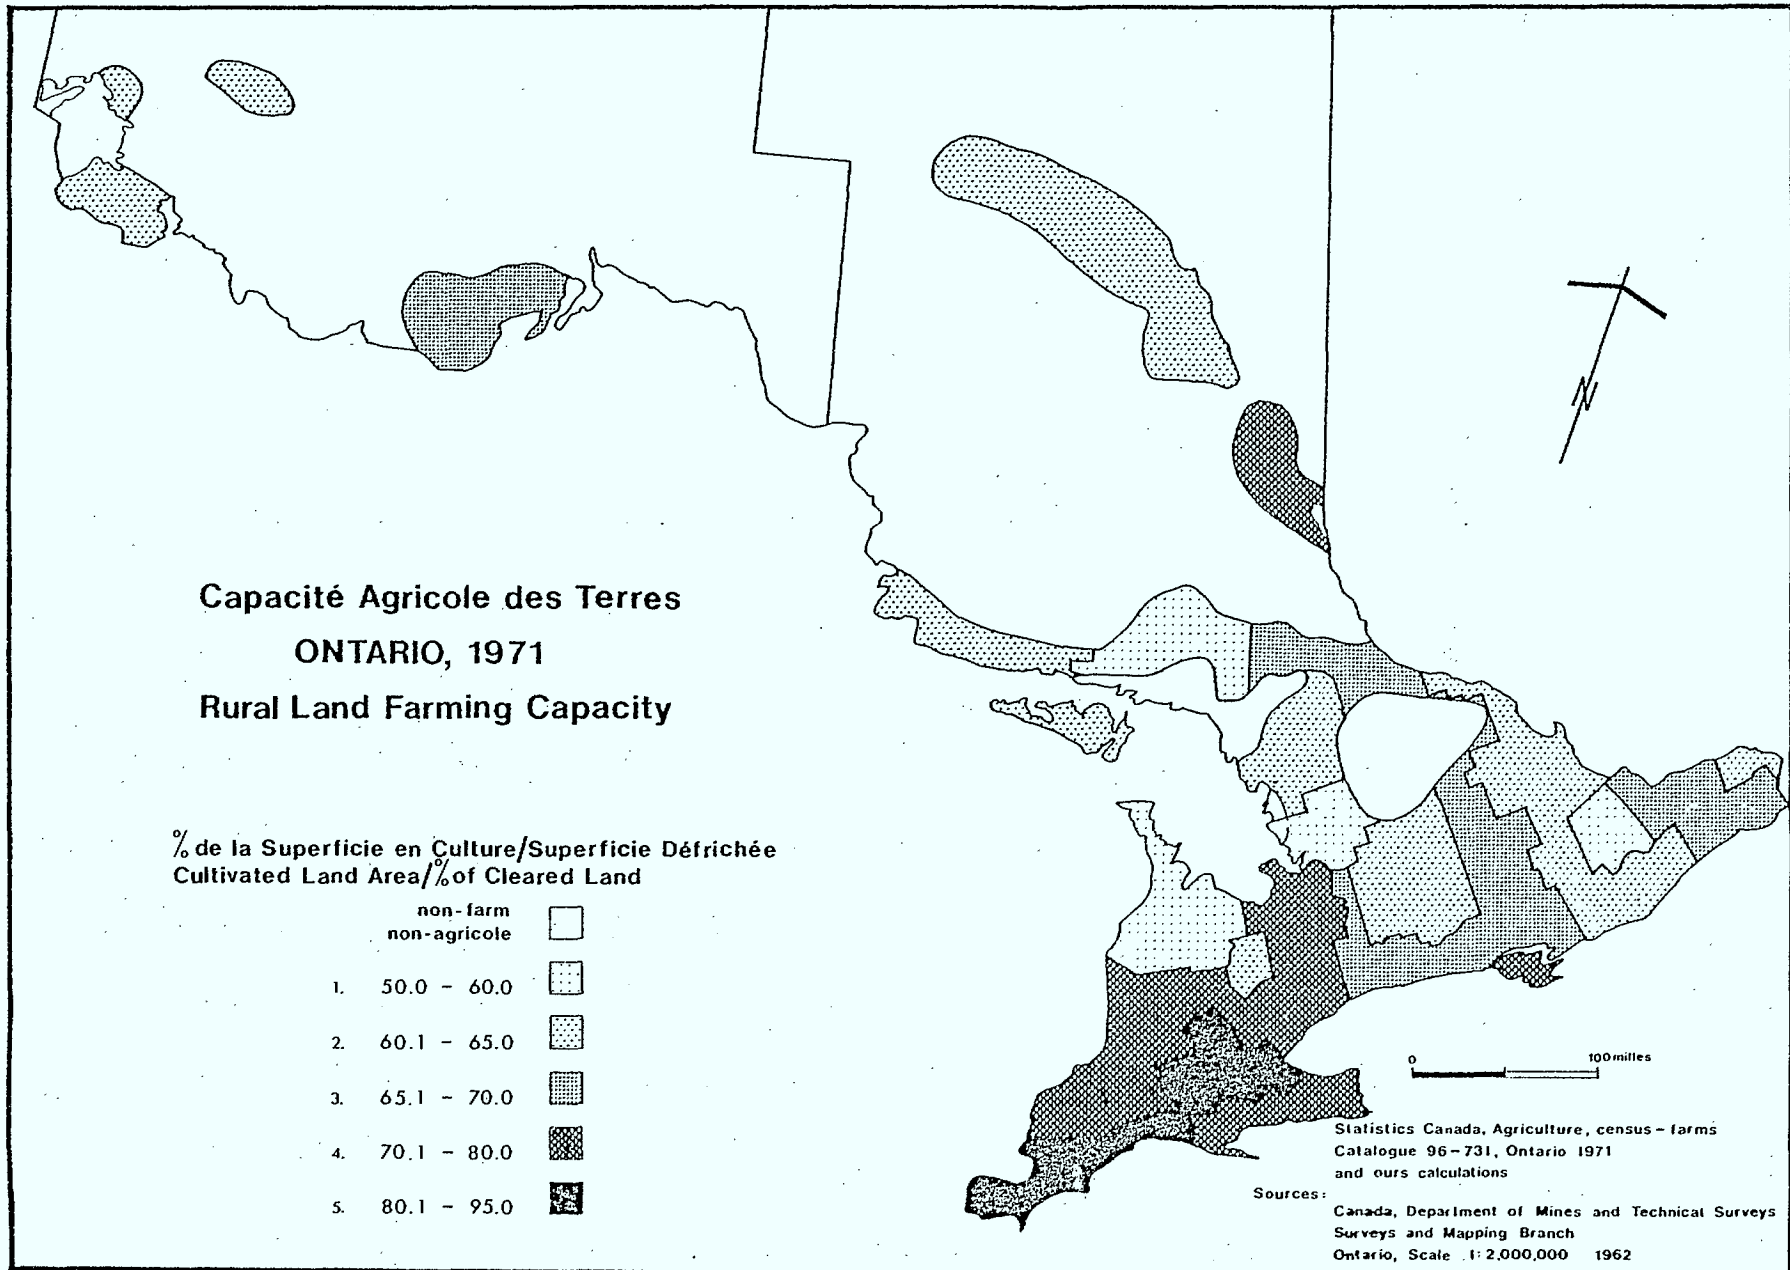 Capacité Agricole des Terres
ONTARIO, 1971
Rural Land Farming Capacity
% de la Superficie en Culture/Superficie Défrichée
Cultivated Land Area/% of Cleared Land
non-farm
non-agricole
1. 50.0 - 60.0
2. 60.1 - 65.0
3. 65.1 - 70.0
4. 70.1 - 80.0
5. 80.1 - 95.0
N
0 100 milles
Statistics Canada, Agriculture, census-farms
Catalogue 96-731, Ontario 1971
and ours calculations
Sources:
Canada, Department of Mines and Technical Surveys
Surveys and Mapping Branch
Ontario, Scale 1:2,000,000 1962